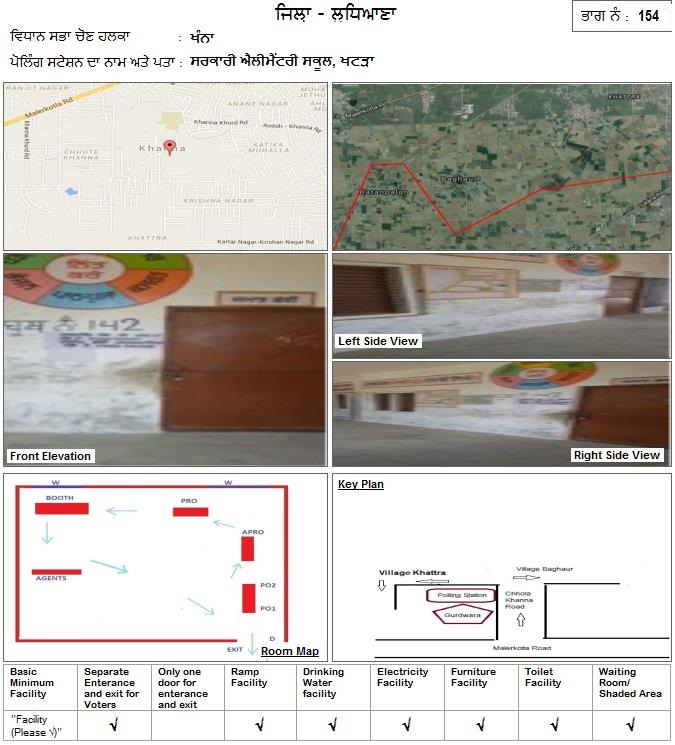 ਜਿਲ੍ਹਾ - ਲੁਧਿਆਣਾ
ਭਾਗ ਨੰ : 154
ਵਿਧਾਨ ਸਭਾ ਚੋਣ ਹਲਕਾ : ਖੰਨਾ
ਪੋਲਿੰਗ ਸਟੇਸ਼ਨ ਦਾ ਨਾਮ ਅਤੇ ਪਤਾ : ਸਰਕਾਰੀ ਐਲੀਮੈਂਟਰੀ ਸਕੂਲ, ਖਟੜਾ
RANJIT NAGAR
Malerkotla Rd
ANANT NAGAR
Khanna Khurd Rd
Amloh - Khanna Rd
CHHOTE
KHANNA
Khanna
KATIKA
MUHALLA
KRISHNA NAGAR
KHATTRA
Kartar Nagar-Krishan Nagar Rd
KHATTRA
Malerkotla Rd
Baghaur
Ratanpalon
142
Front Elevation
Left Side View
Right Side View
W W
BOOTH
PRO
APRO
AGENTS
PO2
PO1
D
EXIT
Room Map
Key Plan
Village Khattra
Village Baghaur
Polling Station
Gurdwara
Chhota
Khanna
Road
Malerkotla Road
Basic Minimum Facility
Separate Enterance and exit for Voters
Only one door for enterance and exit
Ramp Facility
Drinking Water facility
Electricity Facility
Furniture Facility
Toilet Facility
Waiting Room/ Shaded Area
"Facility (Please √)" √ √ √ √ √ √ √